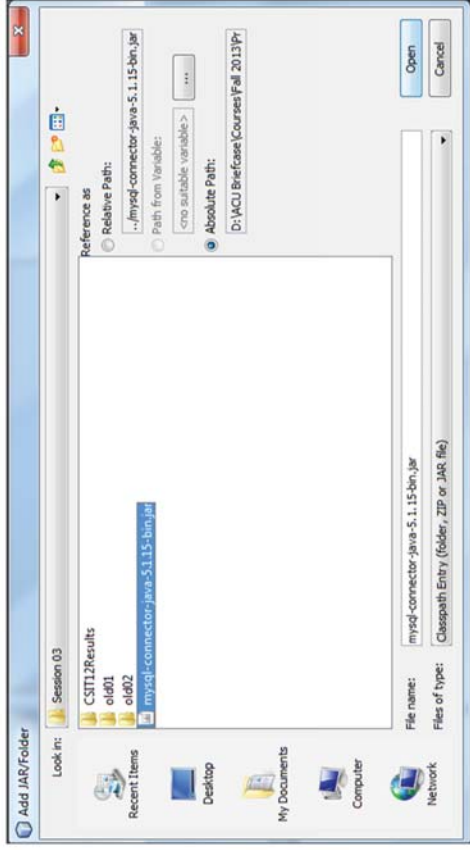 Add JAR/Folder
Look in:
Session 03
Recent Items
Desktop
My Documents
Computer
Network
CSIT12Results
old01
old02
mysql-connector-java-5.1.15-bin.jar
Reference as
Relative Path:
../mysql-connector-java-5.1.15-bin.jar
Path from Variable:
<no suitable variable>
...
Absolute Path:
D:\ACU Briefcase\Courses\Fall 2013\Pr
File name:
mysql-connector-java-5.1.15-bin.jar
Open
Files of type:
Classpath Entry (folder, ZIP or JAR file)
Cancel